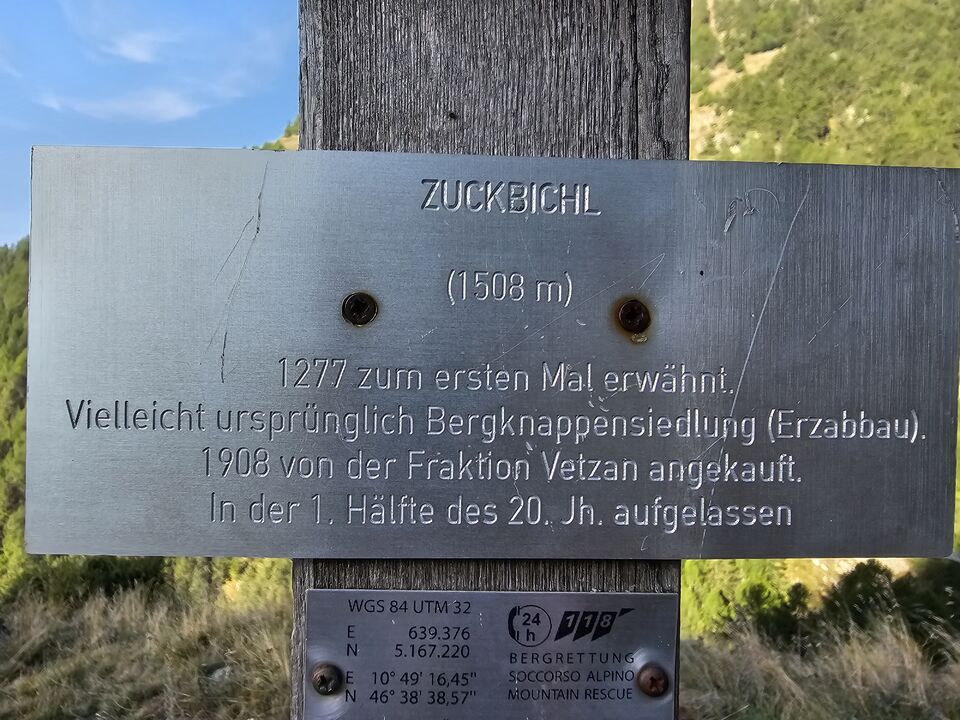 ZUCKBICHL
(1508 m)
1277 zum ersten Mal erwähnt.
Vielleicht ursprünglich Bergknappensiedlung (Erzabbau).
1908 von der Fraktion Vetzan angekauft.
In der 1. Hälfte des 20. Jh. aufgelassen
WGS 84 UTM 32
E 639.376
N 5.167.220
E 10° 49' 16,45"
N 46° 38' 38,57"
24 h 118
BERGRETTUNG
SOCCORSO ALPINO
MOUNTAIN RESCUE